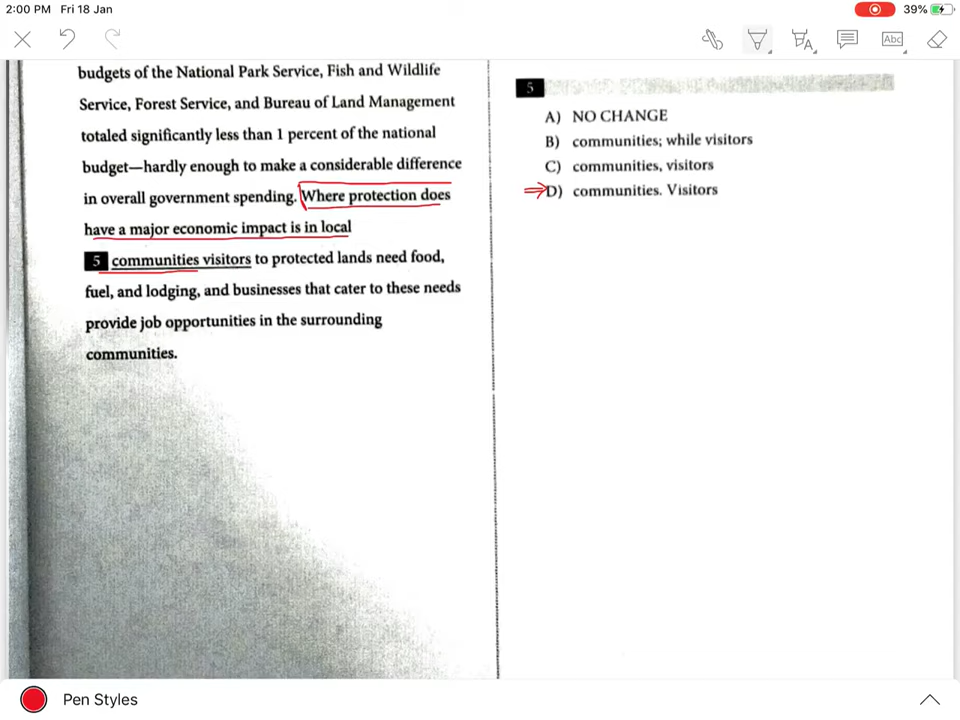 2:00 PM Fri 18 Jan
39%
Abc
budgets of the National Park Service, Fish and Wildlife
Service, Forest Service, and Bureau of Land Management
totaled significantly less than 1 percent of the national
budget—hardly enough to make a considerable difference
in overall government spending. Where protection does
have a major economic impact is in local
5 communities visitors to protected lands need food,
fuel, and lodging, and businesses that cater to these needs
provide job opportunities in the surrounding
communities.
5
A) NO CHANGE
B) communities; while visitors
C) communities, visitors
D) communities. Visitors
Pen Styles